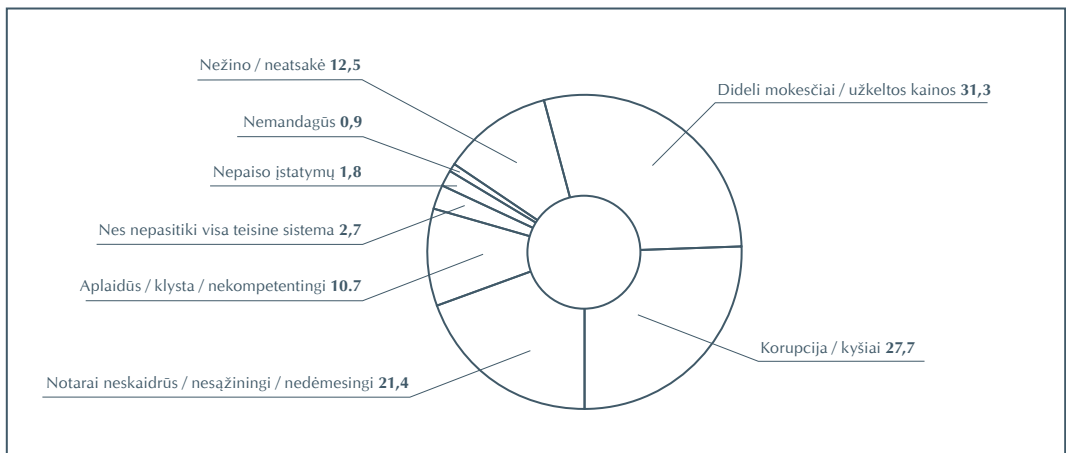 Nežino / neatsakė 12,5
Dideli mokesčiai / užkeltos kainos 31,3
Nemandagūs 0,9
Nepaiso įstatymų 1,8
Nes nepasitiki visa teisine sistema 2,7
Aplaidūs / klysta / nekompetentingi 10.7
Korupcija / kyšiai 27,7
Notarai neskaidrūs / nesąžiningi / nedėmesingi 21,4